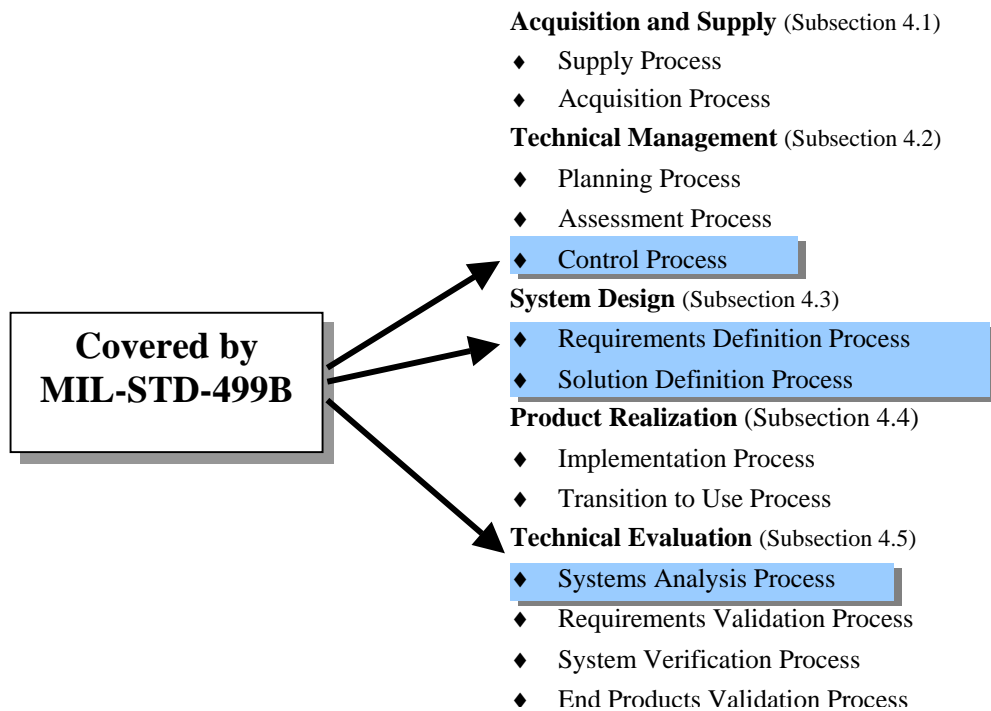 Acquisition and Supply (Subsection 4.1)
♦ Supply Process
♦ Acquisition Process
Technical Management (Subsection 4.2)
♦ Planning Process
♦ Assessment Process
♦ Control Process
System Design (Subsection 4.3)
♦ Requirements Definition Process
♦ Solution Definition Process
Product Realization (Subsection 4.4)
♦ Implementation Process
♦ Transition to Use Process
Technical Evaluation (Subsection 4.5)
♦ Systems Analysis Process
♦ Requirements Validation Process
♦ System Verification Process
♦ End Products Validation Process
Covered by
MIL-STD-499B